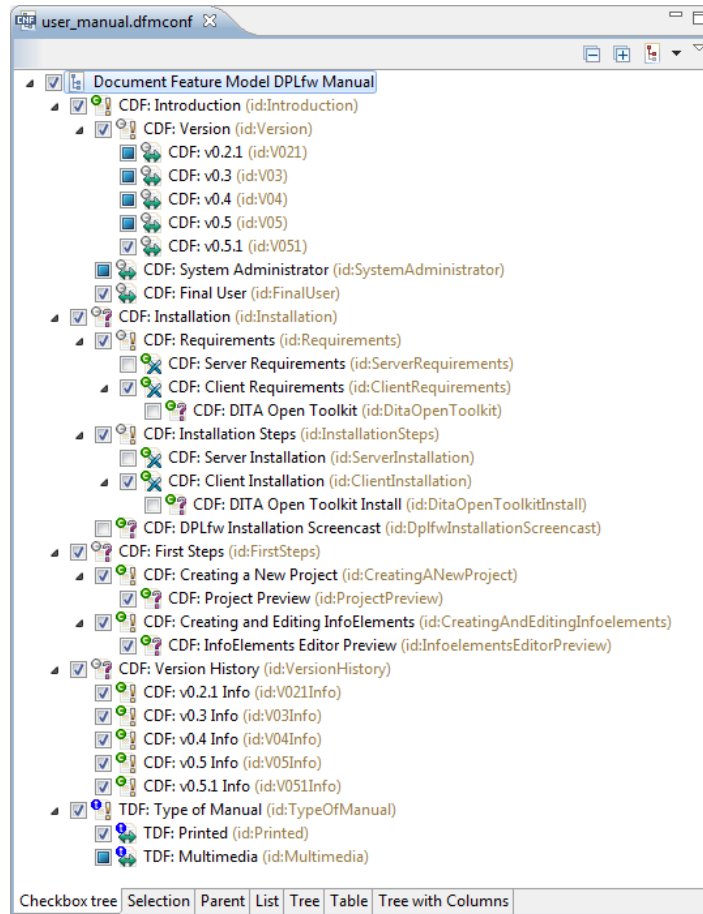 user_manual.dfmconf
Document Feature Model DPLfw Manual
CDF: Introduction (id:Introduction)
CDF: Version (id:Version)
CDF: v0.2.1 (id:V021)
CDF: v0.3 (id:V03)
CDF: v0.4 (id:V04)
CDF: v0.5 (id:V05)
CDF: v0.5.1 (id:V051)
CDF: System Administrator (id:SystemAdministrator)
CDF: Final User (id:FinalUser)
CDF: Installation (id:Installation)
CDF: Requirements (id:Requirements)
CDF: Server Requirements (id:ServerRequirements)
CDF: Client Requirements (id:ClientRequirements)
CDF: DITA Open Toolkit (id:DitaOpenToolkit)
CDF: Installation Steps (id:InstallationSteps)
CDF: Server Installation (id:ServerInstallation)
CDF: Client Installation (id:ClientInstallation)
CDF: DITA Open Toolkit Install (id:DitaOpenToolkitInstall)
CDF: DPLfw Installation Screencast (id:DplfwInstallationScreencast)
CDF: First Steps (id:FirstSteps)
CDF: Creating a New Project (id:CreatingANewProject)
CDF: Project Preview (id:ProjectPreview)
CDF: Creating and Editing InfoElements (id:CreatingAndEditingInfoelements)
CDF: InfoElements Editor Preview (id:InfoelementsEditorPreview)
CDF: Version History (id:VersionHistory)
CDF: v0.2.1 Info (id:V021Info)
CDF: v0.3 Info (id:V03Info)
CDF: v0.4 Info (id:V04Info)
CDF: v0.5 Info (id:V05Info)
CDF: v0.5.1 Info (id:V051Info)
TDF: Type of Manual (id:TypeOfManual)
TDF: Printed (id:Printed)
TDF: Multimedia (id:Multimedia)
Checkbox tree Selection Parent List Tree Table Tree with Columns